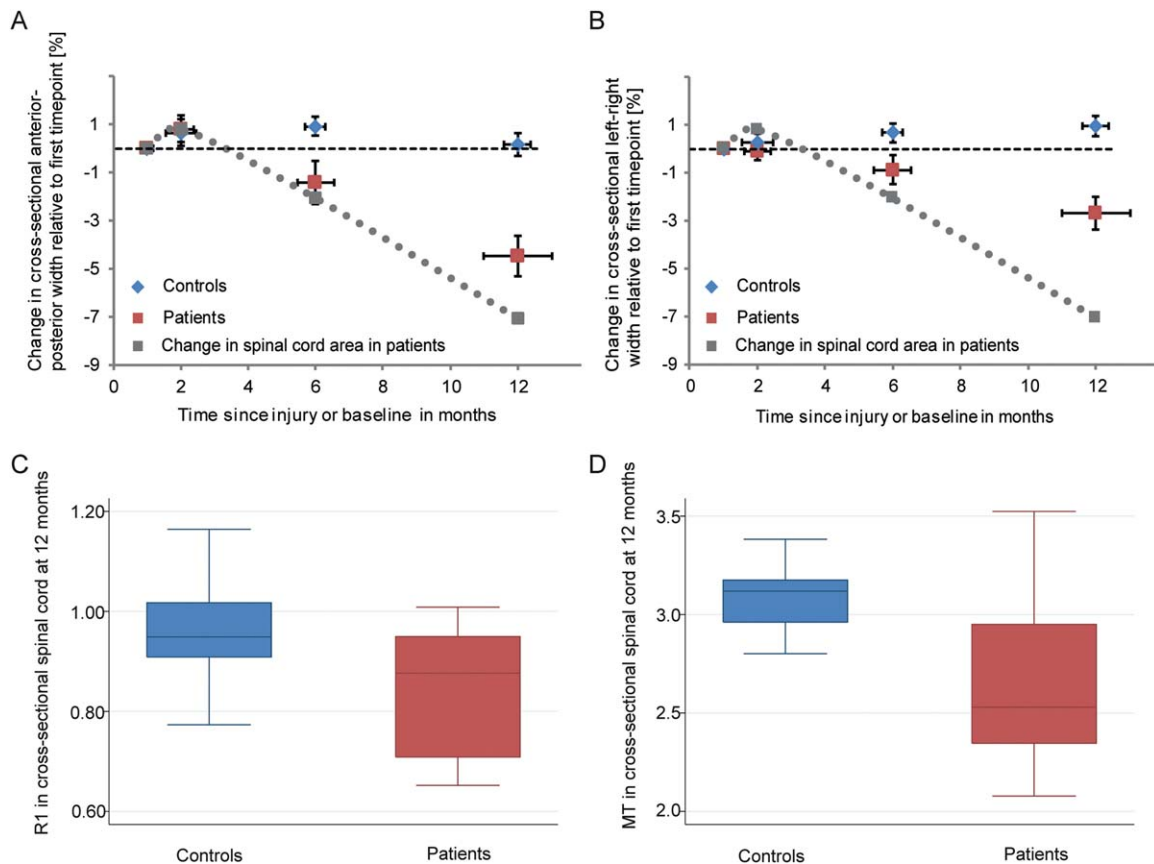 A
Change in cross-sectional anterior-
posterior width relative to first timepoint [%]
1
-1
-3
-5
-7
-9
Controls
Patients
Change in spinal cord area in patients
0 2 4 6 8 10 12
Time since injury or baseline in months
B
Change in cross-sectional left-right
width relative to first timepoint [%]
1
-1
-3
-5
-7
-9
Controls
Patients
Change in spinal cord area in patients
0 2 4 6 8 10 12
Time since injury or baseline in months
C
R1 in cross-sectional spinal cord at 12 months
1.20
1.00
0.80
0.60
Controls Patients
D
MT in cross-sectional spinal cord at 12 months
3.5
3.0
2.5
2.0
Controls Patients